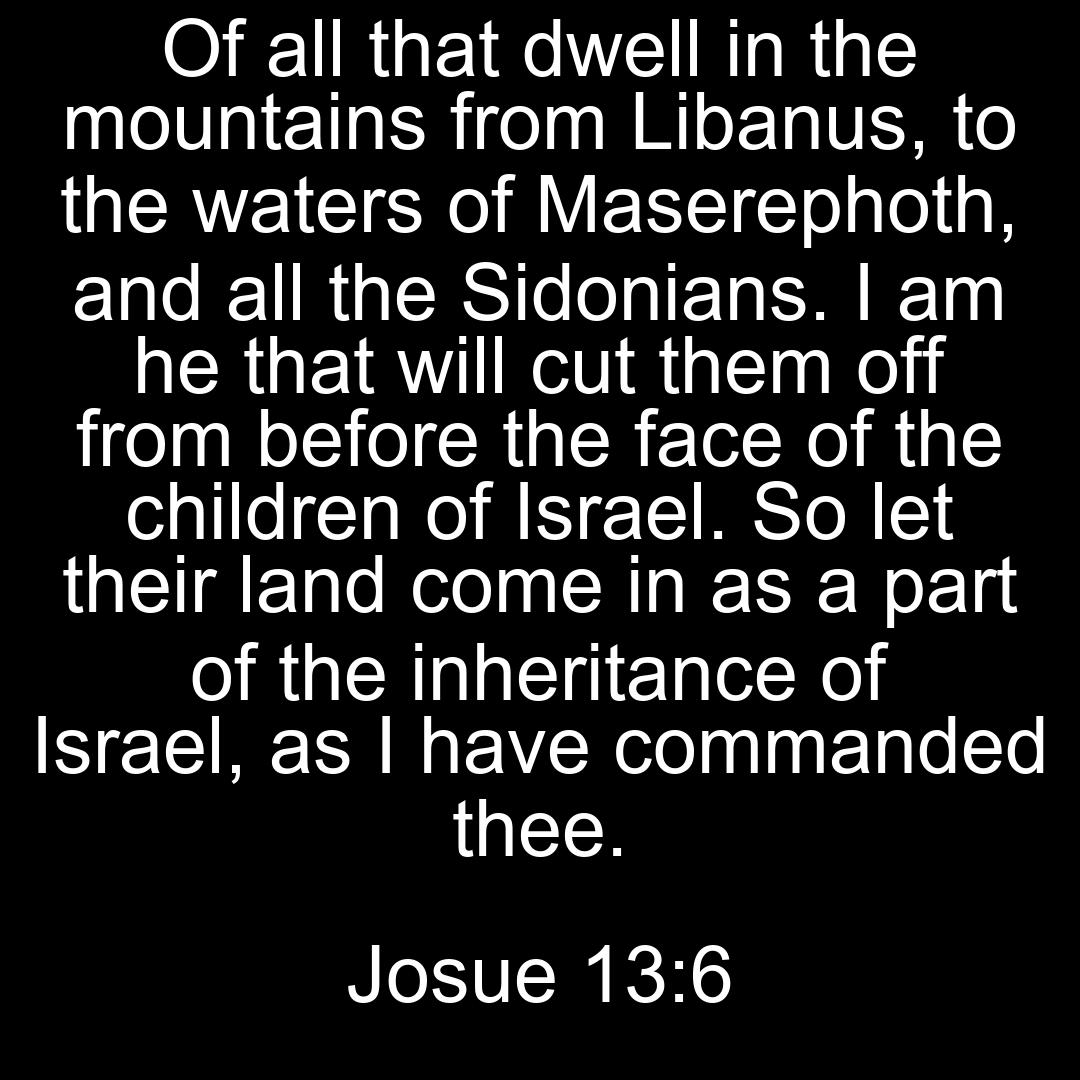 Of all that dwell in the
mountains from Libanus, to
the waters of Maserephoth,
and all the Sidonians. I am
he that will cut them off
from before the face of the
children of Israel. So let
their land come in as a part
of the inheritance of
Israel, as I have commanded
thee.
Josue 13:6